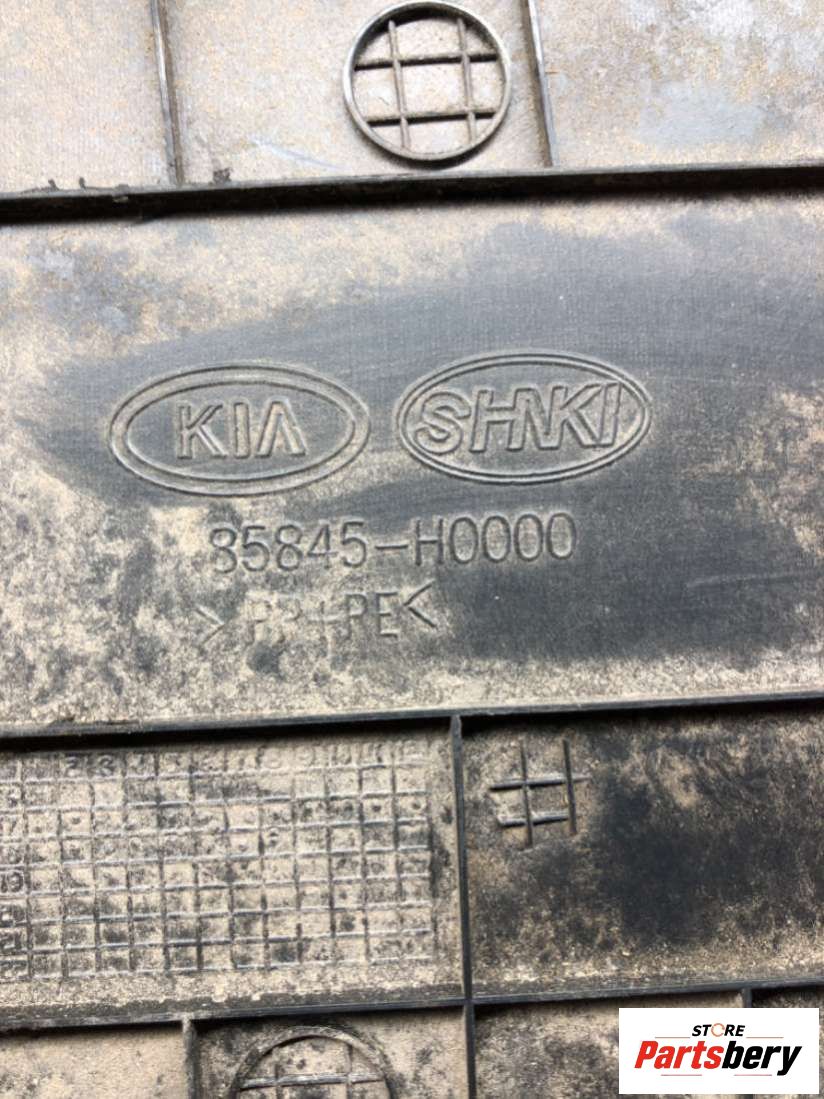 KIA SHNKI
85845-H0000
>PP+PE<
STORE
Partsbery